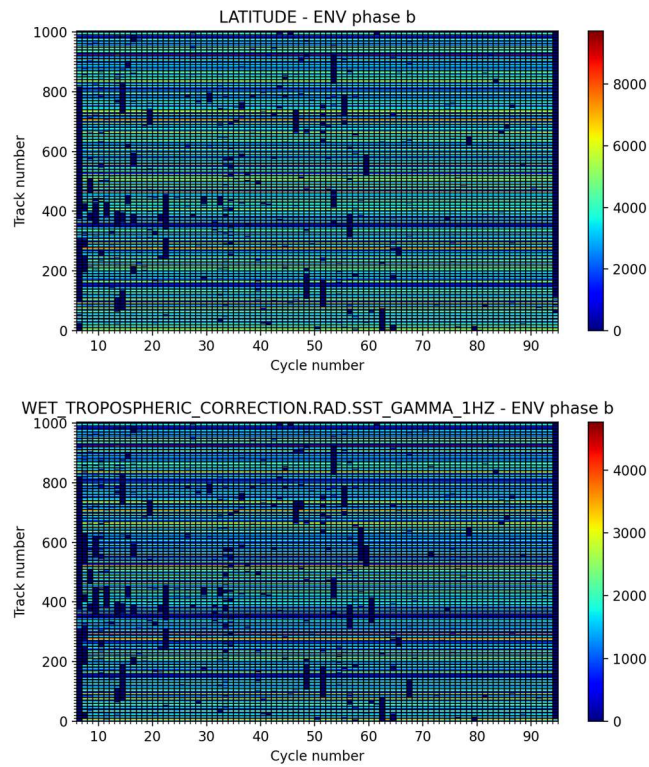 LATITUDE - ENV phase b
1000
800
600
400
200
0
Track number
10 20 30 40 50 60 70 80 90
Cycle number
8000
6000
4000
2000
0
WET_TROPOSPHERIC_CORRECTION.RAD.SST_GAMMA_1HZ - ENV phase b
1000
800
600
400
200
0
Track number
10 20 30 40 50 60 70 80 90
Cycle number
4000
3000
2000
1000
0